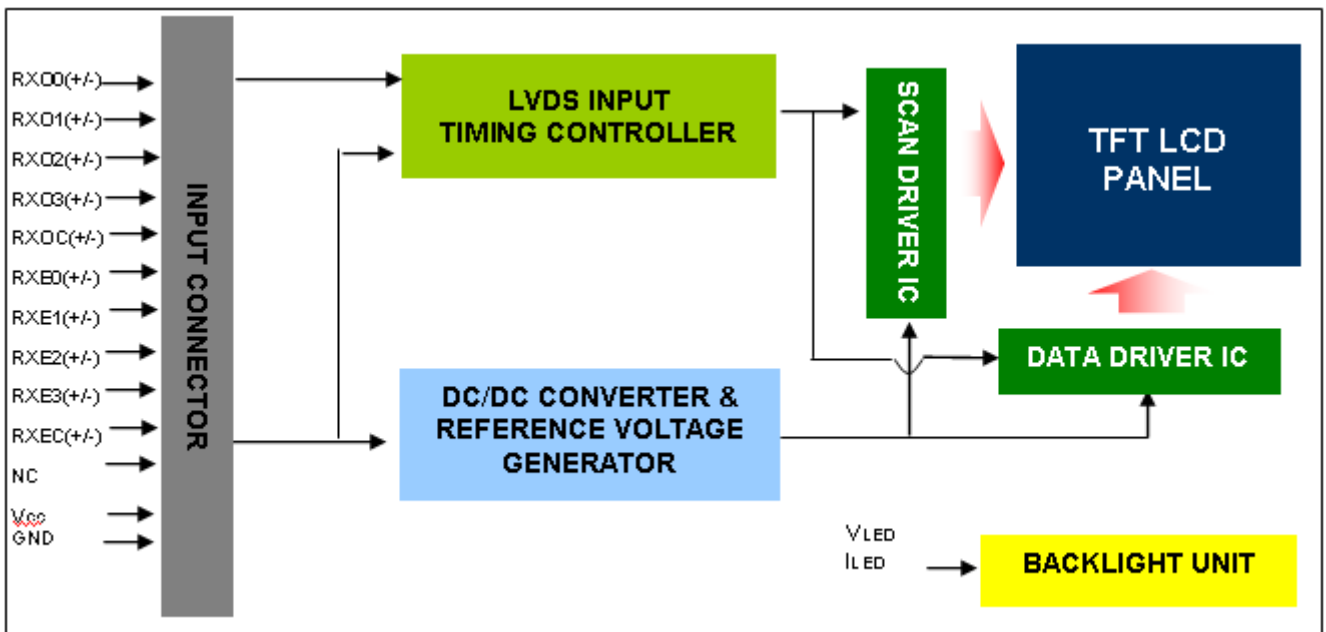 RXO0(+/-)
RXO1(+/-)
RXO2(+/-)
RXO3(+/-)
RXOC(+/-)
RXE0(+/-)
RXE1(+/-)
RXE2(+/-)
RXE3(+/-)
RXEC(+/-)
NC
Vcc
GND
INPUT CONNECTOR
LVDS INPUT
TIMING CONTROLLER
DC/DC CONVERTER &
REFERENCE VOLTAGE
GENERATOR
SCAN DRIVER IC
TFT LCD
PANEL
DATA DRIVER IC
VLED
ILED
BACKLIGHT UNIT